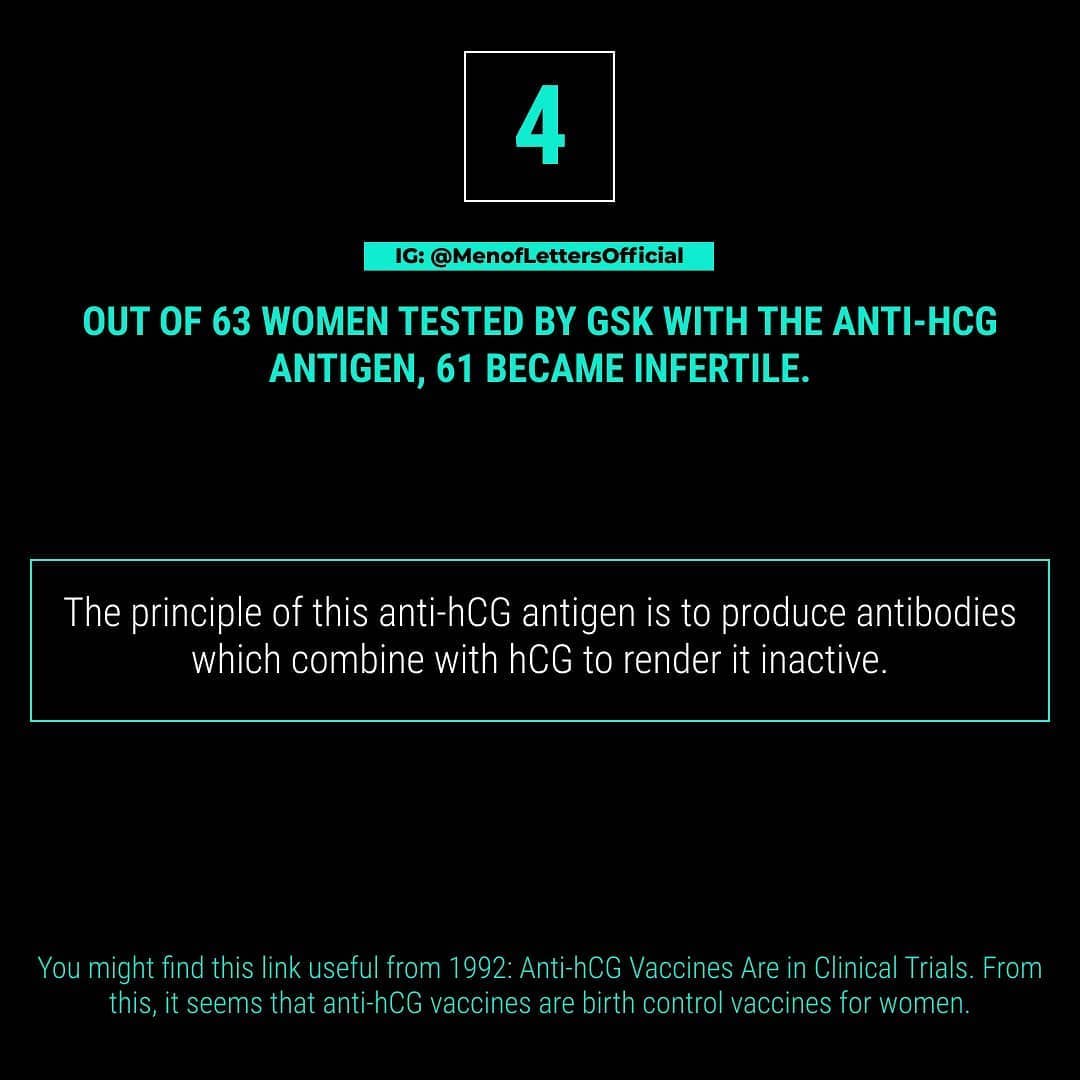 4
IG: @MenofLettersOfficial
OUT OF 63 WOMEN TESTED BY GSK WITH THE ANTI-HCG
ANTIGEN, 61 BECAME INFERTILE.
The principle of this anti-hCG antigen is to produce antibodies
which combine with hCG to render it inactive.
You might find this link useful from 1992: Anti-hCG Vaccines Are in Clinical Trials. From
this, it seems that anti-hCG vaccines are birth control vaccines for women.